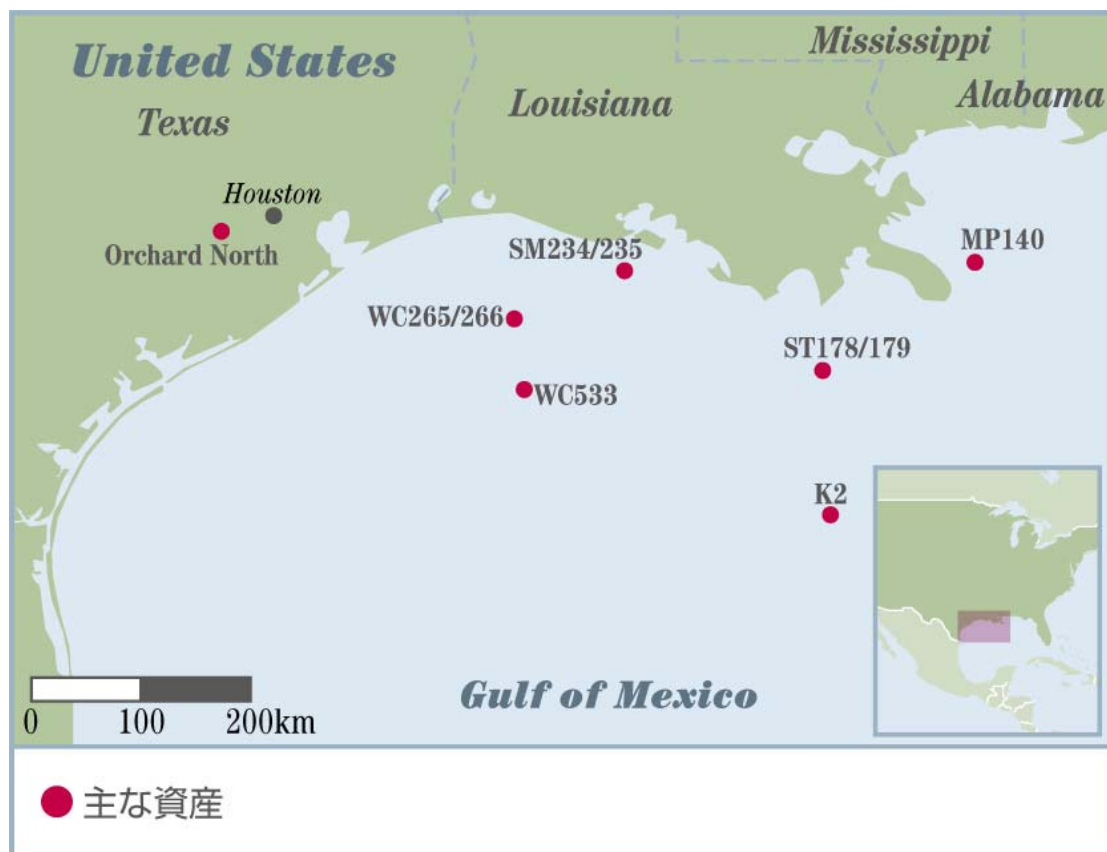 United States
Mississippi
Alabama
Louisiana
Texas
Houston
Orchard North
SM234/235
MP140
WC265/266
ST178/179
WC533
K2
Gulf of Mexico
0 100 200km
主な資産